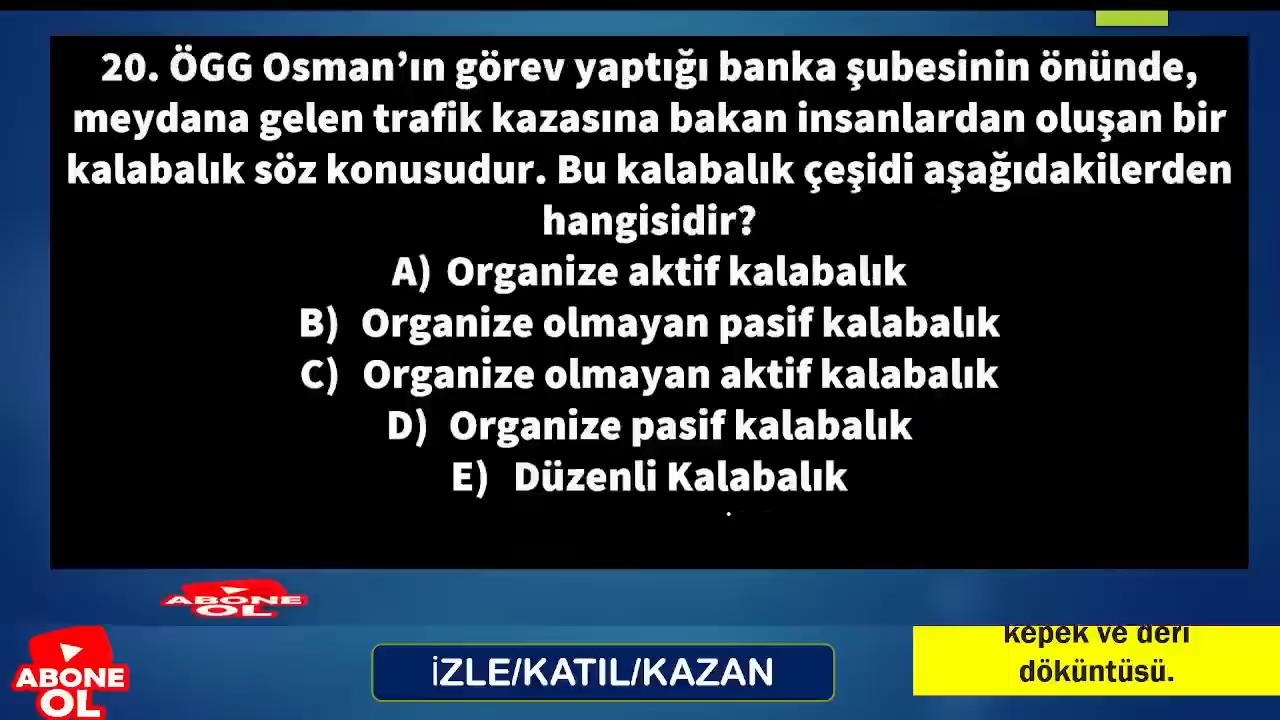 20. ÖGG Osman’ın görev yaptığı banka şubesinin önünde,
meydana gelen trafik kazasına bakan insanlardan oluşan bir
kalabalık söz konusudur. Bu kalabalık çeşidi aşağıdakilerden
hangisidir?
A) Organize aktif kalabalık
B) Organize olmayan pasif kalabalık
C) Organize olmayan aktif kalabalık
D) Organize pasif kalabalık
E) Düzenli Kalabalık
ABONE
OL
ABONE
OL
İZLE/KATIL/KAZAN
kepek ve deri
döküntüsü.